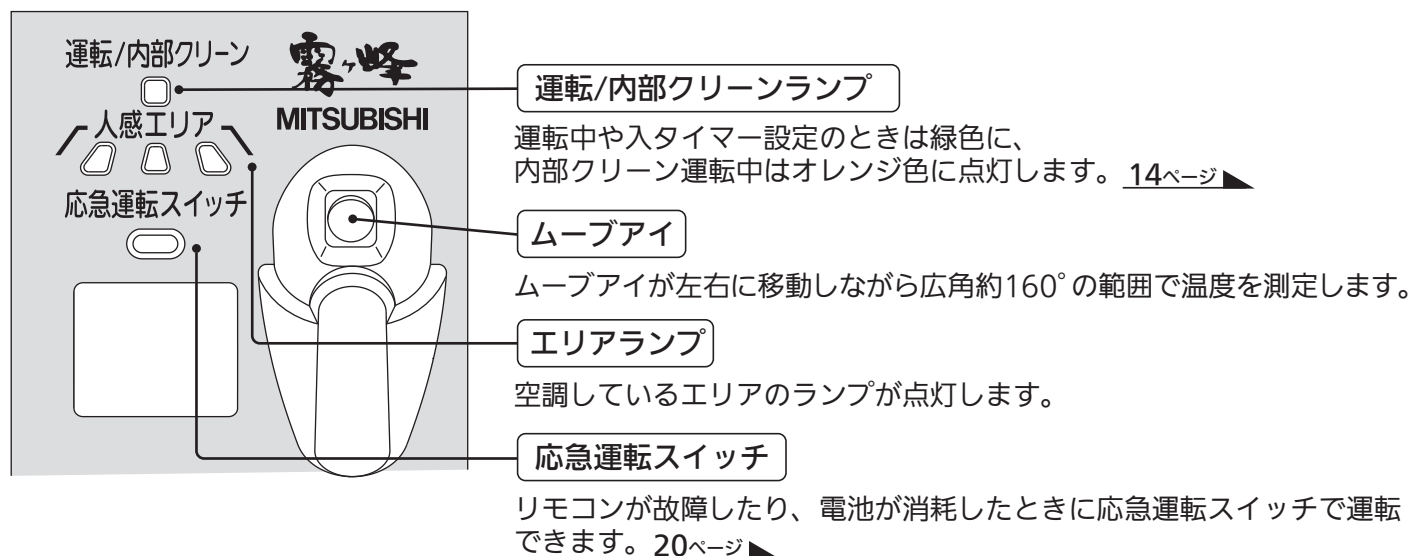 運転/内部クリーン
霧ヶ峰
MITSUBISHI
人感エリア
応急運転スイッチ
運転/内部クリーンランプ
運転中や入タイマー設定のときは緑色に、
内部クリーン運転中はオレンジ色に点灯します。 14ページ▶
ムーブアイ
ムーブアイが左右に移動しながら広角約160°の範囲で温度を測定します。
エリアランプ
空調しているエリアのランプが点灯します。
応急運転スイッチ
リモコンが故障したり、電池が消耗したときに応急運転スイッチで運転
できます。20ページ▶